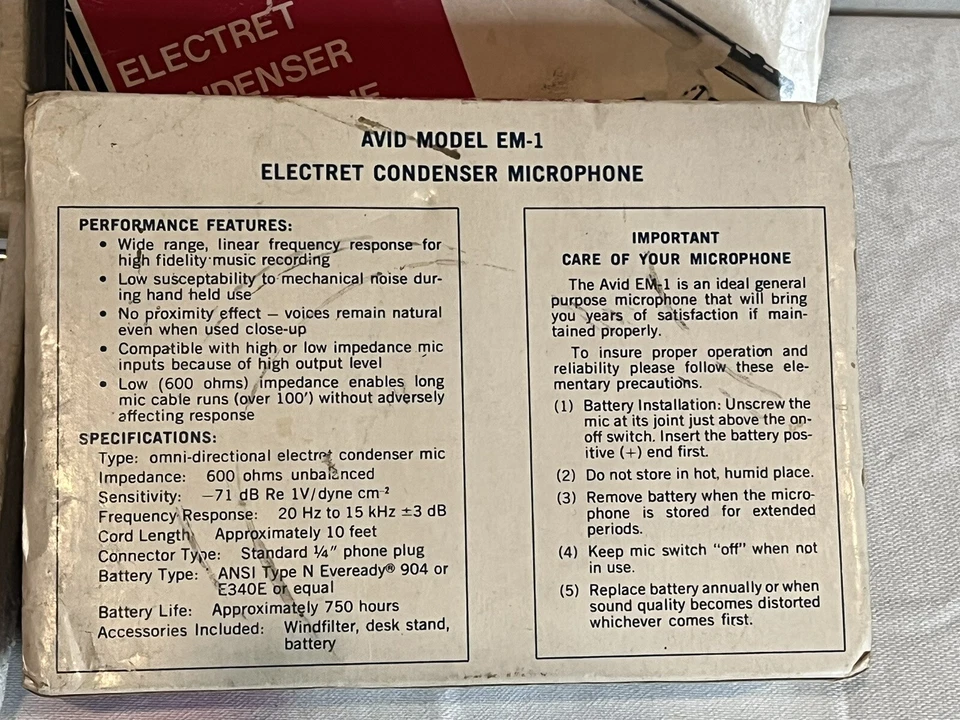 ELECTRET
CONDENSER
AVID MODEL EM-1
ELECTRET CONDENSER MICROPHONE
PERFORMANCE FEATURES:
• Wide range, linear frequency response for
high fidelity music recording
• Low susceptability to mechanical noise dur-
ing hand held use
• No proximity effect — voices remain natural
even when used close-up
• Compatible with high or low impedance mic
inputs because of high output level
• Low (600 ohms) impedance enables long
mic cable runs (over 100') without adversely
affecting response
SPECIFICATIONS:
Type: omni-directional electret condenser mic
Impedance: 600 ohms unbalanced
Sensitivity: —71 dB Re 1V/dyne cm⁻²
Frequency Response: 20 Hz to 15 kHz ±3 dB
Cord Length Approximately 10 feet
Connector Type: Standard ¼" phone plug
Battery Type: ANSI Type N Eveready® 904 or
E340E or equal
Battery Life: Approximately 750 hours
Accessories Included: Windfilter, desk stand,
battery
IMPORTANT
CARE OF YOUR MICROPHONE
The Avid EM-1 is an ideal general
purpose microphone that will bring
you years of satisfaction if main-
tained properly.
To insure proper operation and
reliability please follow these ele-
mentary precautions.
(1) Battery Installation: Unscrew the
mic at its joint just above the on-
off switch. Insert the battery pos-
itive (+) end first.
(2) Do not store in hot, humid place.
(3) Remove battery when the micro-
phone is stored for extended
periods.
(4) Keep mic switch "off" when not
in use.
(5) Replace battery annually or when
sound quality becomes distorted
whichever comes first.